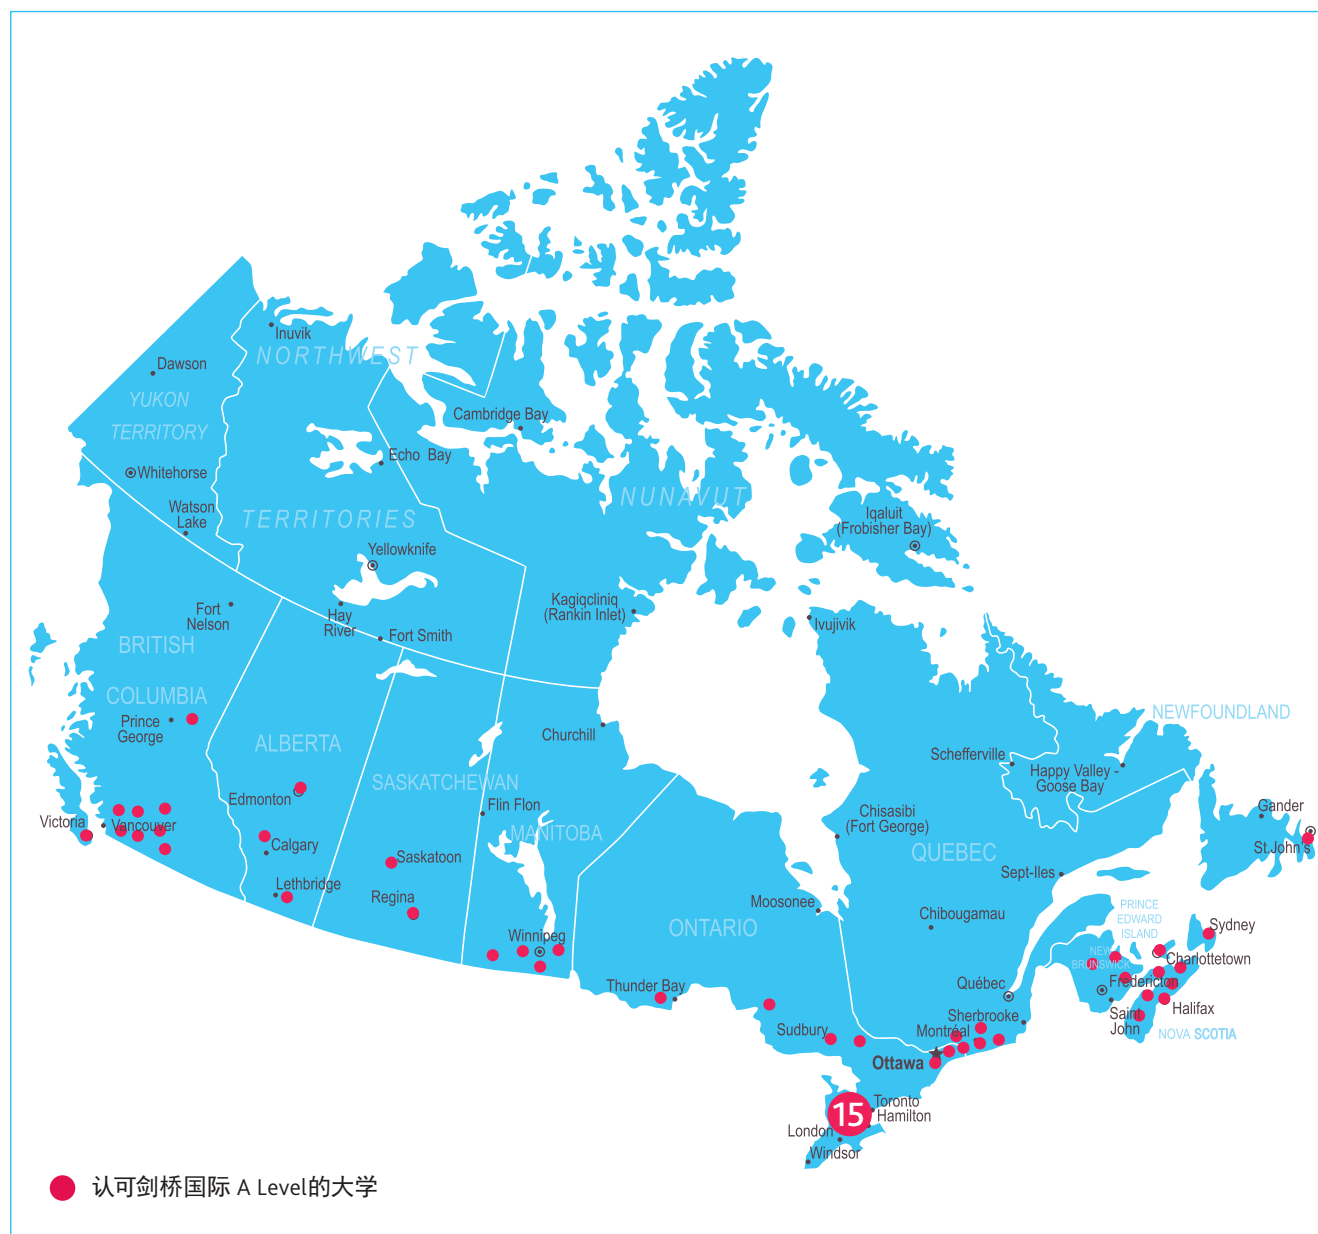 Inuvik
NORTHWEST
Dawson
YUKON
TERRITORY
Cambridge Bay
Echo Bay
Whitehorse
NUNAVUT
Watson
Lake
TERRITORIES
Iqaluit
(Frobisher Bay)
Yellowknife
Kagiqcliniq
(Rankin Inlet)
Fort
Nelson
Hay
River
Fort Smith
Ivujivik
BRITISH
COLUMBIA
Prince
George
ALBERTA
Churchill
NEWFOUNDLAND
Schefferville
Happy Valley -
Goose Bay
SASKATCHEWAN
Edmonton
Flin Flon
MANITOBA
Chisasibi
(Fort George)
Gander
St.John's
Victoria
Vancouver
Calgary
QUEBEC
Saskatoon
Sept-Iles
Lethbridge
Regina
Moosonee
Chibougamau
PRINCE
EDWARD
ISLAND
Sydney
ONTARIO
Winnipeg
NEW
BRUNSWICK
Charlottetown
Thunder Bay
Québec
Fredericton
Halifax
Saint
John
NOVA SCOTIA
Sherbrooke
Sudbury
Montréal
Ottawa
15
Toronto
Hamilton
London
Windsor
认可剑桥国际 A Level的大学